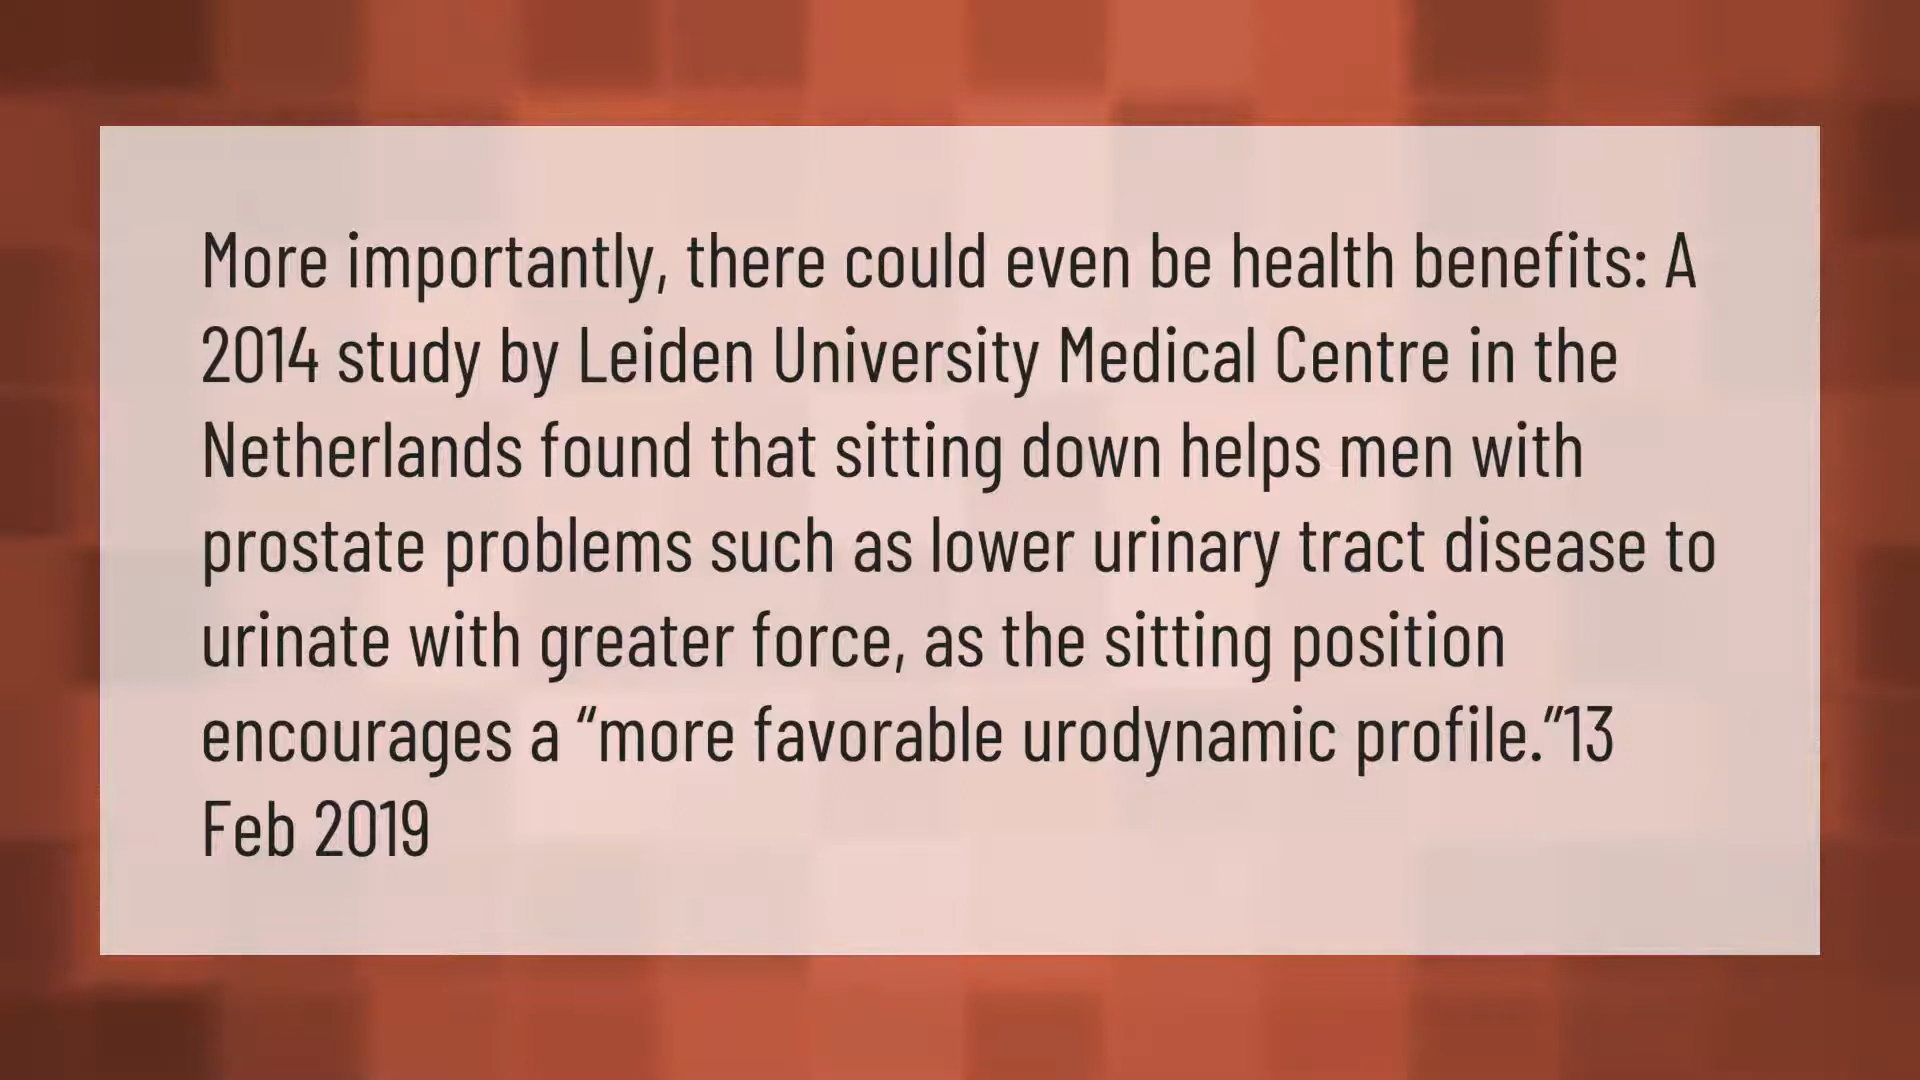 More importantly, there could even be health benefits: A
2014 study by Leiden University Medical Centre in the
Netherlands found that sitting down helps men with
prostate problems such as lower urinary tract disease to
urinate with greater force, as the sitting position
encourages a “more favorable urodynamic profile.”13
Feb 2019